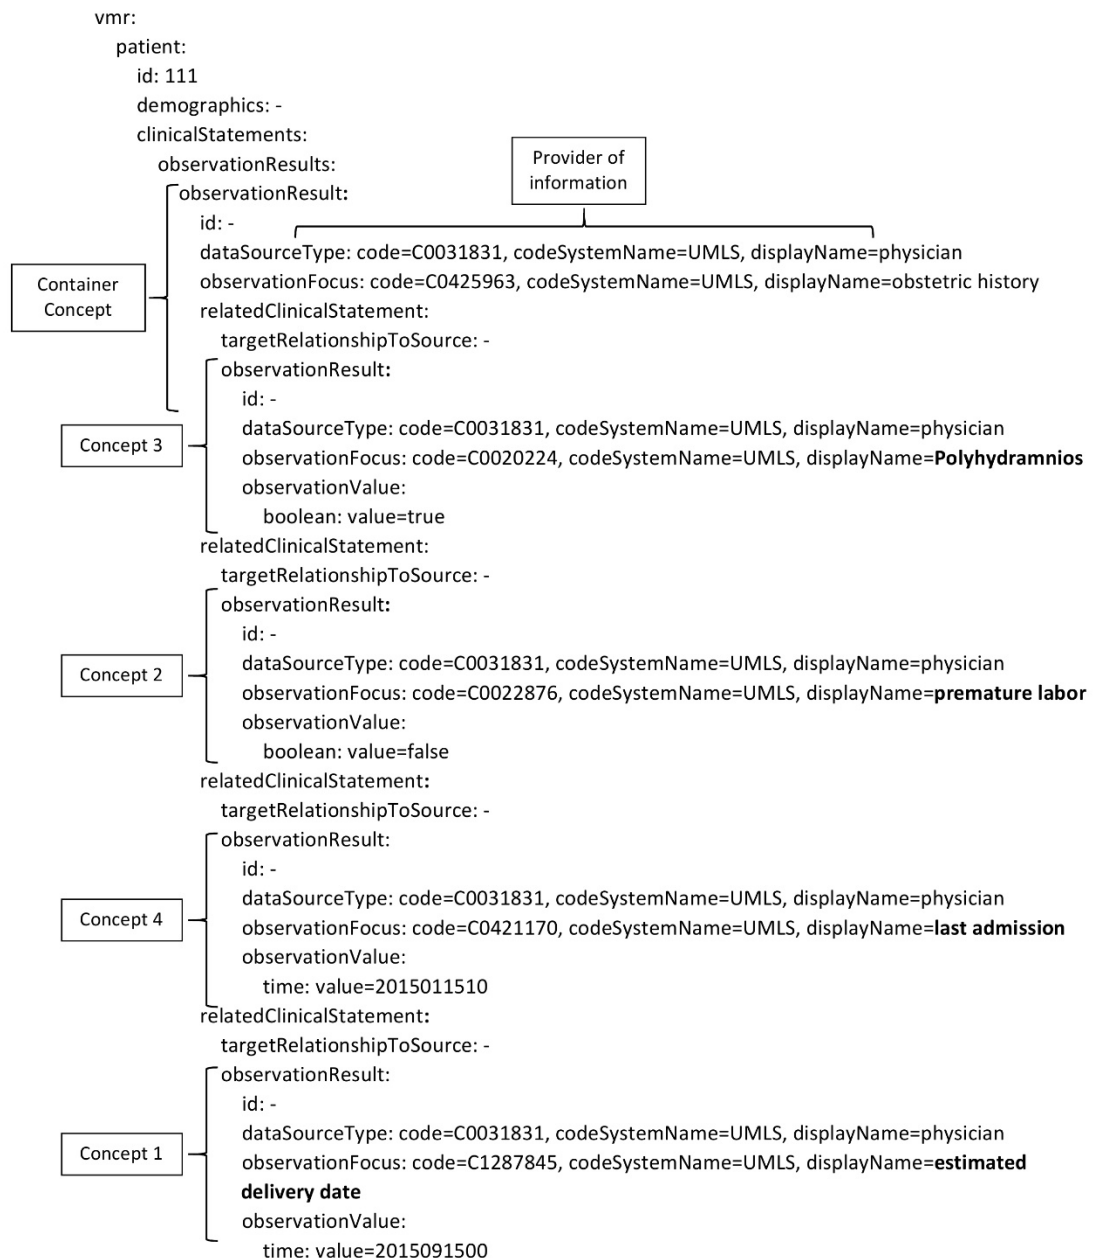 vmr:
patient:
id: 111
demographics: -
clinicalStatements:
observationResults:
Provider of
information
observationResult:
id: -
dataSourceType: code=C0031831, codeSystemName=UMLS, displayName=physician
observationFocus: code=C0425963, codeSystemName=UMLS, displayName=obstetric history
Container
Concept
relatedClinicalStatement:
targetRelationshipToSource: -
observationResult:
id: -
dataSourceType: code=C0031831, codeSystemName=UMLS, displayName=physician
Concept 3
observationFocus: code=C0020224, codeSystemName=UMLS, displayName=Polyhydramnios
observationValue:
boolean: value=true
relatedClinicalStatement:
targetRelationshipToSource: -
observationResult:
id: -
dataSourceType: code=C0031831, codeSystemName=UMLS, displayName=physician
Concept 2
observationFocus: code=C0022876, codeSystemName=UMLS, displayName=premature labor
observationValue:
boolean: value=false
relatedClinicalStatement:
targetRelationshipToSource: -
observationResult:
id: -
dataSourceType: code=C0031831, codeSystemName=UMLS, displayName=physician
Concept 4
observationFocus: code=C0421170, codeSystemName=UMLS, displayName=last admission
observationValue:
time: value=2015011510
relatedClinicalStatement:
targetRelationshipToSource: -
observationResult:
id: -
dataSourceType: code=C0031831, codeSystemName=UMLS, displayName=physician
Concept 1
observationFocus: code=C1287845, codeSystemName=UMLS, displayName=estimated
delivery date
observationValue:
time: value=2015091500